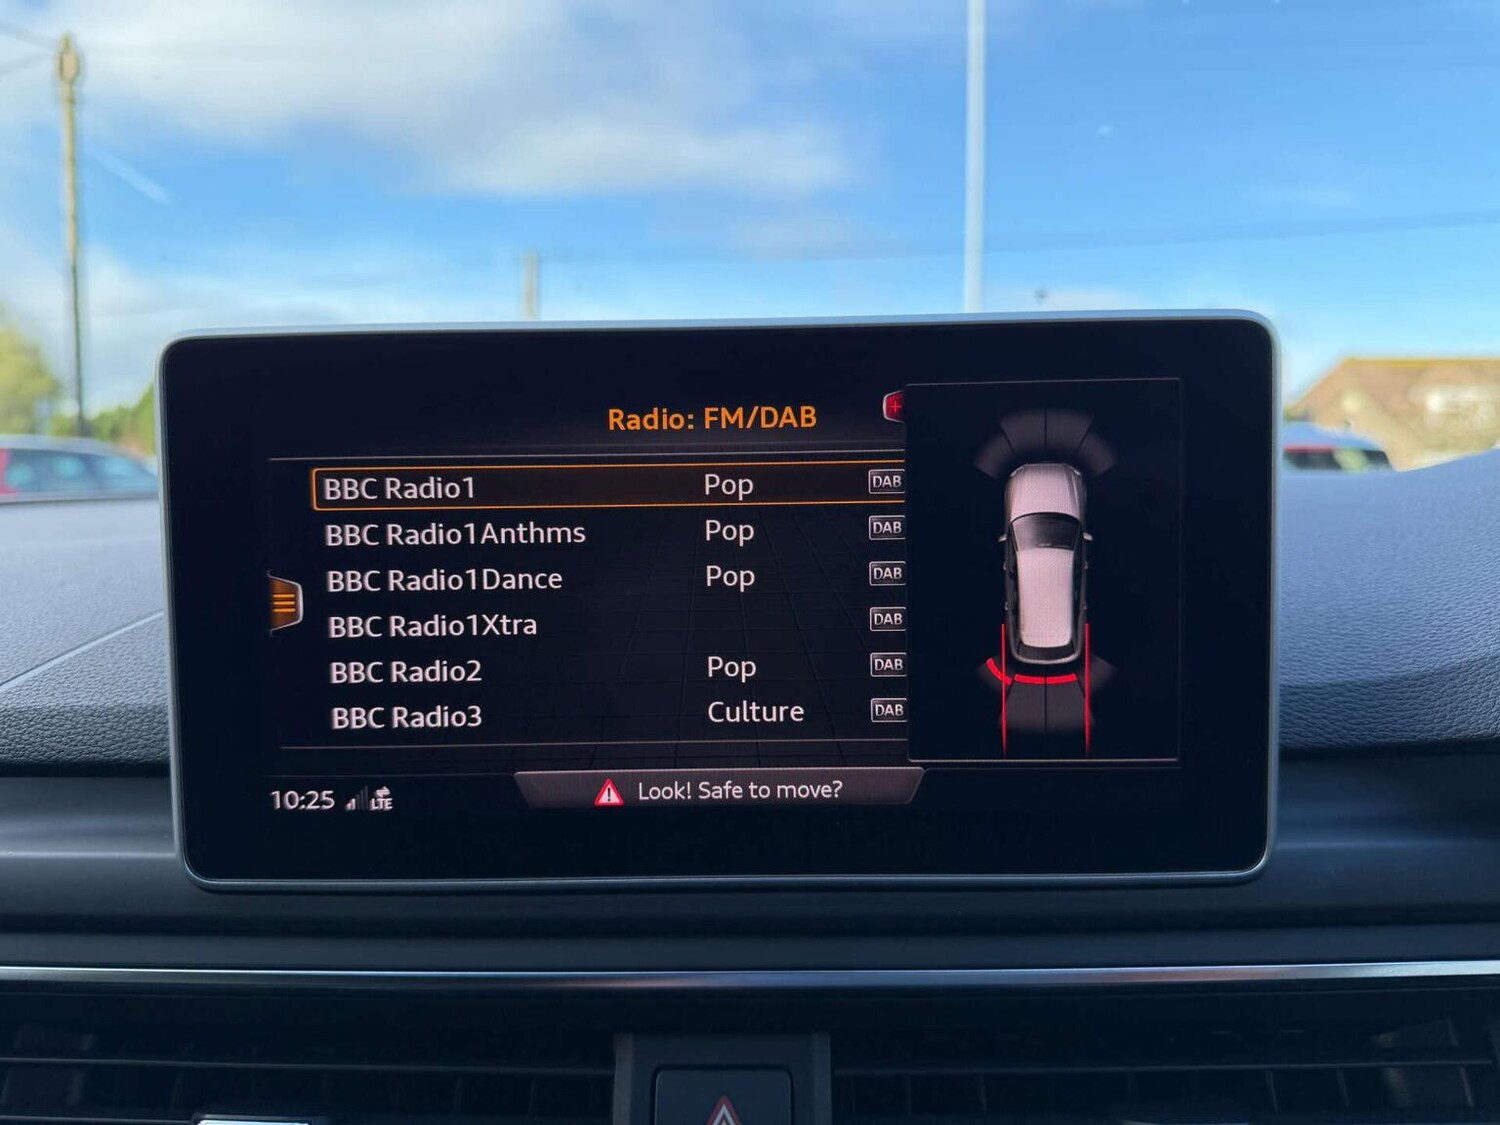 Radio: FM/DAB
BBC Radio1 Pop DAB
BBC Radio1Anthms Pop DAB
BBC Radio1Dance Pop DAB
BBC Radio1Xtra DAB
BBC Radio2 Pop DAB
BBC Radio3 Culture DAB
10:25 LTE Look! Safe to move?